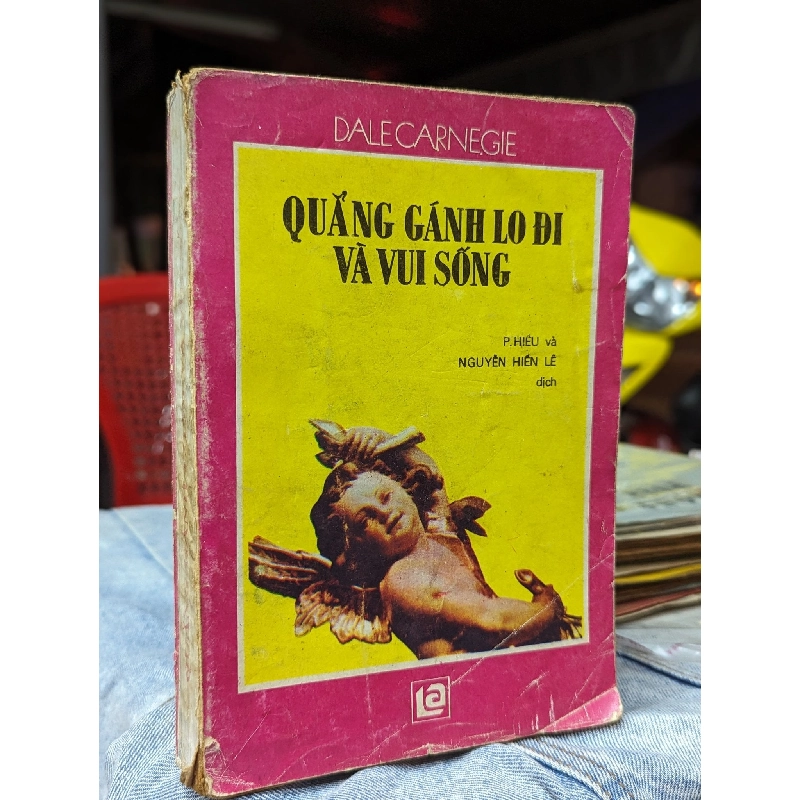 DALE CARNEGIE
QUẲNG GÁNH LO ĐI
VÀ VUI SỐNG
P. HIẾU và
NGUYỄN HIẾN LÊ
dịch